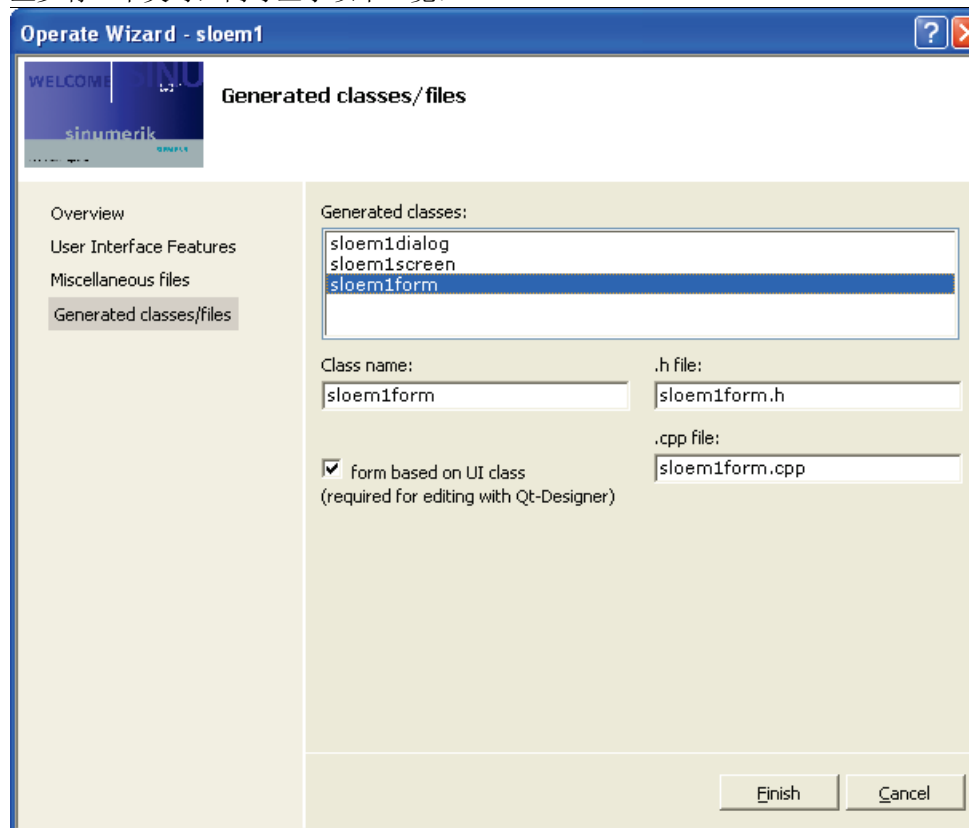 Operate Wizard - sloem1
WELCOME SINU
sinumerik
Generated classes/files
Overview
User Interface Features
Miscellaneous files
Generated classes/files
Generated classes:
sloem1dialog
sloem1screen
sloem1form
Class name:
.h file:
sloem1form
sloem1form.h
.cpp file:
form based on UI class
sloem1form.cpp
(required for editing with Qt-Designer)
Finish
Cancel